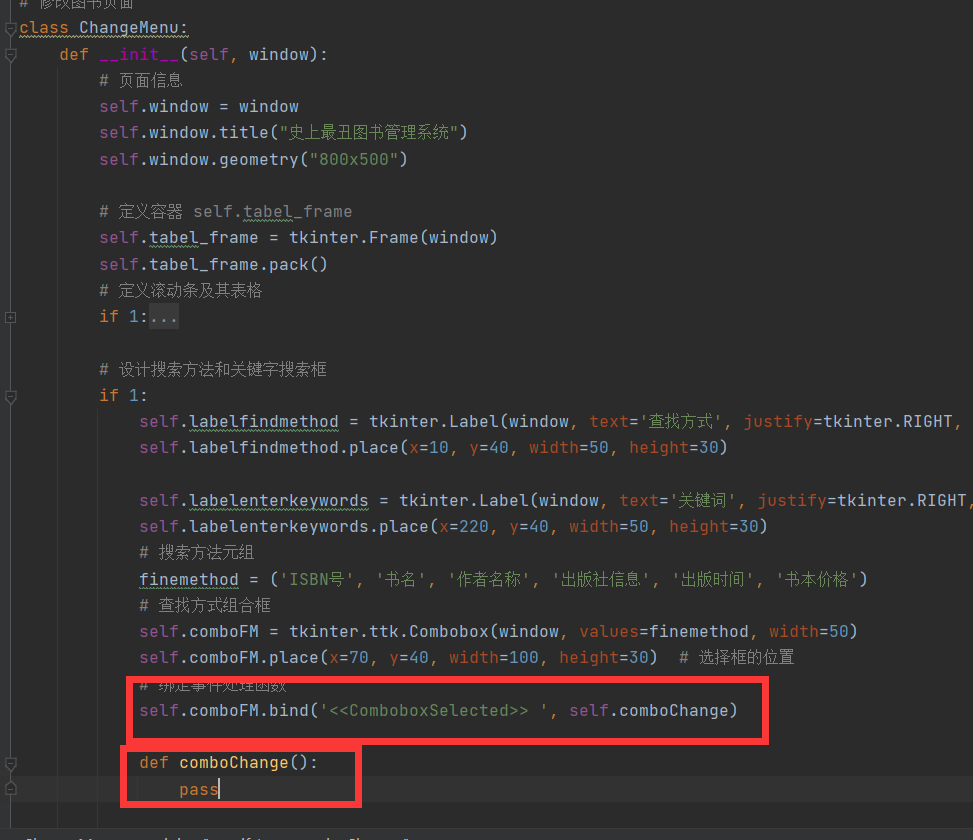 # 修改图书页面
class ChangeMenu:
def __init__(self, window):
# 页面信息
self.window = window
self.window.title("史上最丑图书管理系统")
self.window.geometry("800x500")
# 定义容器 self.tabel_frame
self.tabel_frame = tkinter.Frame(window)
self.tabel_frame.pack()
# 定义滚动条及其表格
if 1:...
# 设计搜索方法和关键字搜索框
if 1:
self.labelfindmethod = tkinter.Label(window, text='查找方式', justify=tkinter.RIGHT,
self.labelfindmethod.place(x=10, y=40, width=50, height=30)
self.labelenterkeywords = tkinter.Label(window, text='关键词', justify=tkinter.RIGHT,
self.labelenterkeywords.place(x=220, y=40, width=50, height=30)
# 搜索方法元组
finemethod = ('ISBN号', '书名', '作者名称', '出版社信息', '出版时间', '书本价格')
# 查找方式组合框
self.comboFM = tkinter.ttk.Combobox(window, values=finemethod, width=50)
self.comboFM.place(x=70, y=40, width=100, height=30)  # 选择框的位置
# 绑定事件处理函数
self.comboFM.bind('<<ComboboxSelected>> ', self.comboChange)
def comboChange():
pass